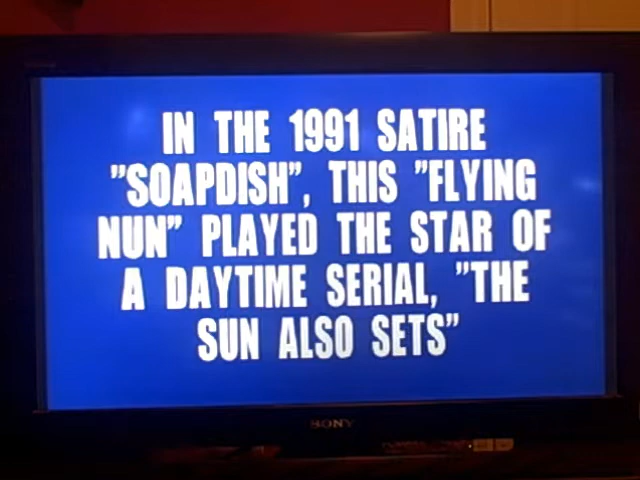 IN THE 1991 SATIRE
"SOAPDISH", THIS "FLYING
NUN" PLAYED THE STAR OF
A DAYTIME SERIAL, "THE
SUN ALSO SETS"
SONY